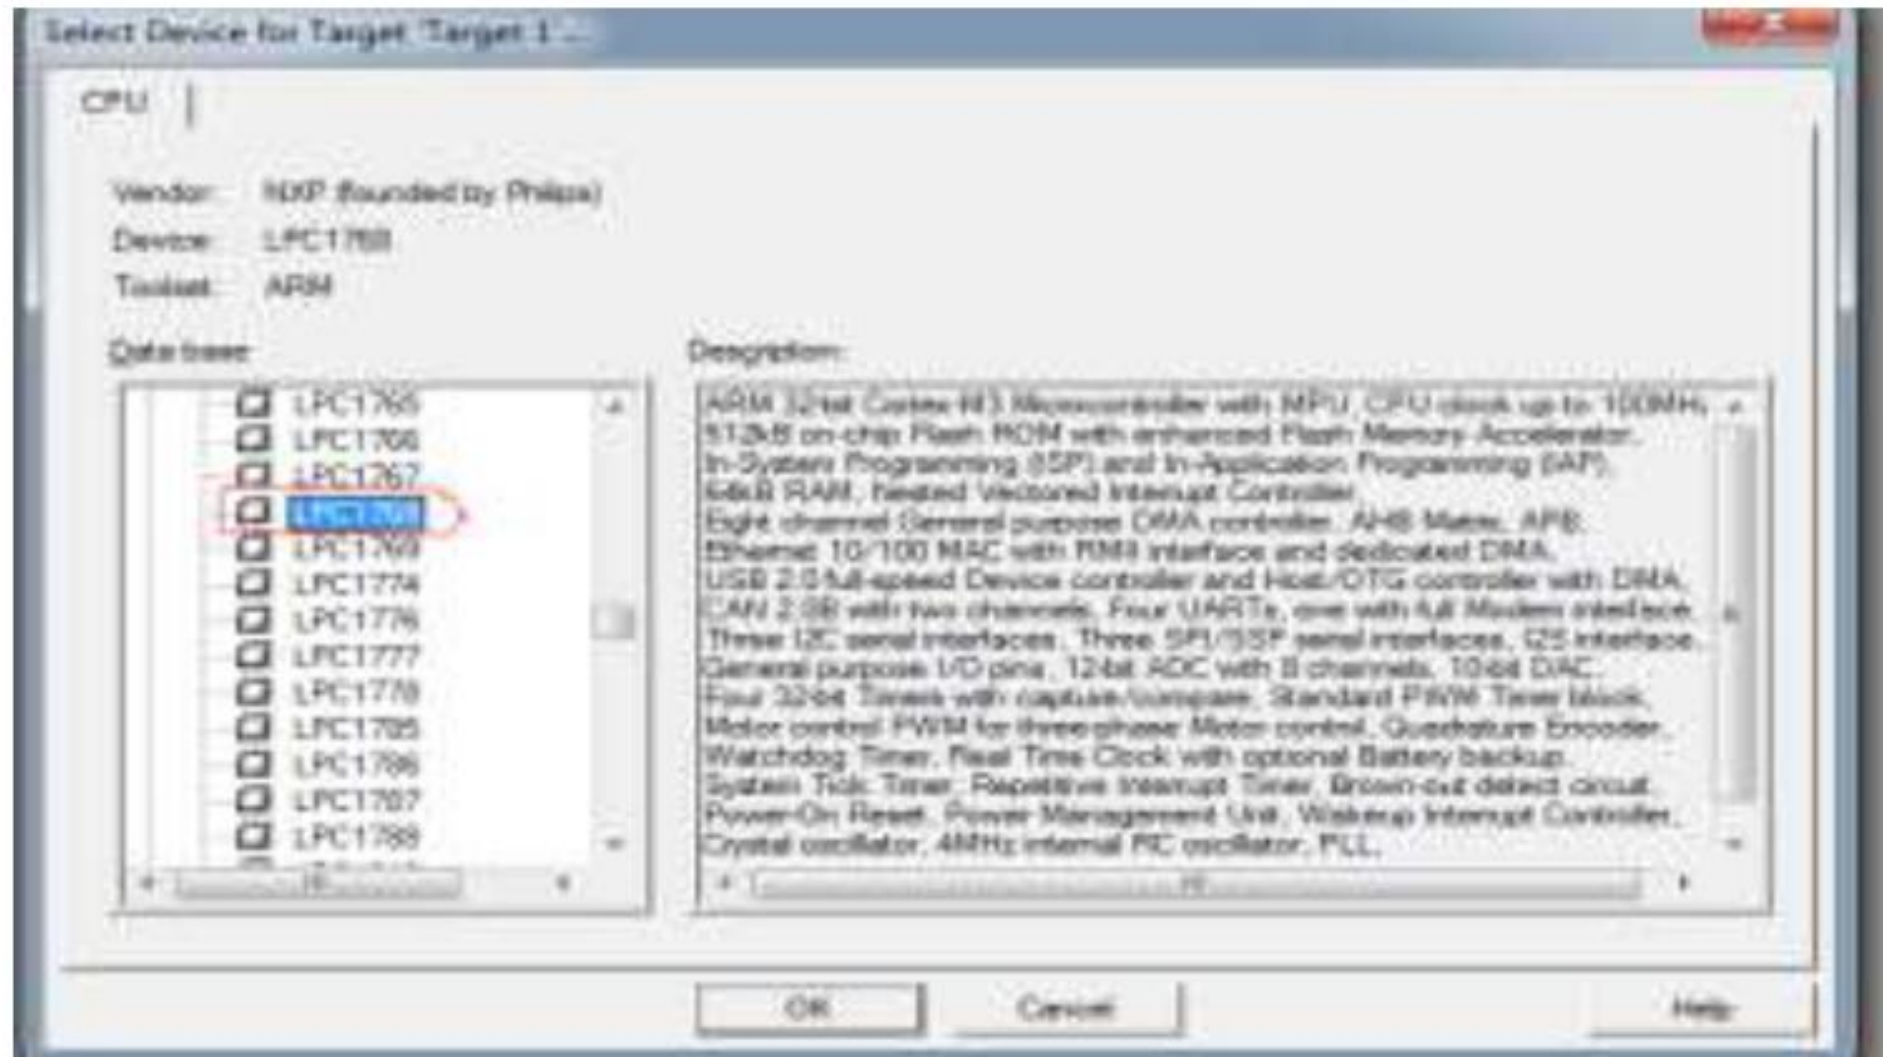 Select Device for Target 'Target 1'...
CPU
Vendor: NXP (founded by Philips)
Device: LPC1768
Toolset: ARM
Data base
Description:
LPC1765
LPC1766
LPC1767
LPC1768
LPC1769
LPC1774
LPC1776
LPC1777
LPC1778
LPC1785
LPC1786
LPC1787
LPC1788
ARM 32-bit Cortex-M3 Microcontroller with MPU, CPU clock up to 100MHz,
512kB on-chip Flash ROM with enhanced Flash Memory Accelerator,
In-System Programming (ISP) and In-Application Programming (IAP),
64kB RAM, Nested Vectored Interrupt Controller,
Eight channel General purpose DMA controller, AHB Matrix, APB,
Ethernet 10/100 MAC with RMII interface and dedicated DMA,
USB 2.0 full-speed Device controller and Host/OTG controller with DMA,
CAN 2.0B with two channels, Four UARTs, one with full Modem interface,
Three I2C serial interfaces, Three SPI/SSP serial interfaces, I2S interface,
General purpose I/O pins, 12-bit ADC with 8 channels, 10-bit DAC,
Four 32-bit Timers with capture/compare, Standard PWM Timer block,
Motor control PWM for three-phase Motor control, Quadrature Encoder,
Watchdog Timer, Real Time Clock with optional Battery backup,
System Tick Timer, Repetitive Interrupt Timer, Brown-out detect circuit,
Power-On Reset, Power Management Unit, Wakeup Interrupt Controller,
Crystal oscillator, 4MHz internal RC oscillator, PLL,
OK
Cancel
Help